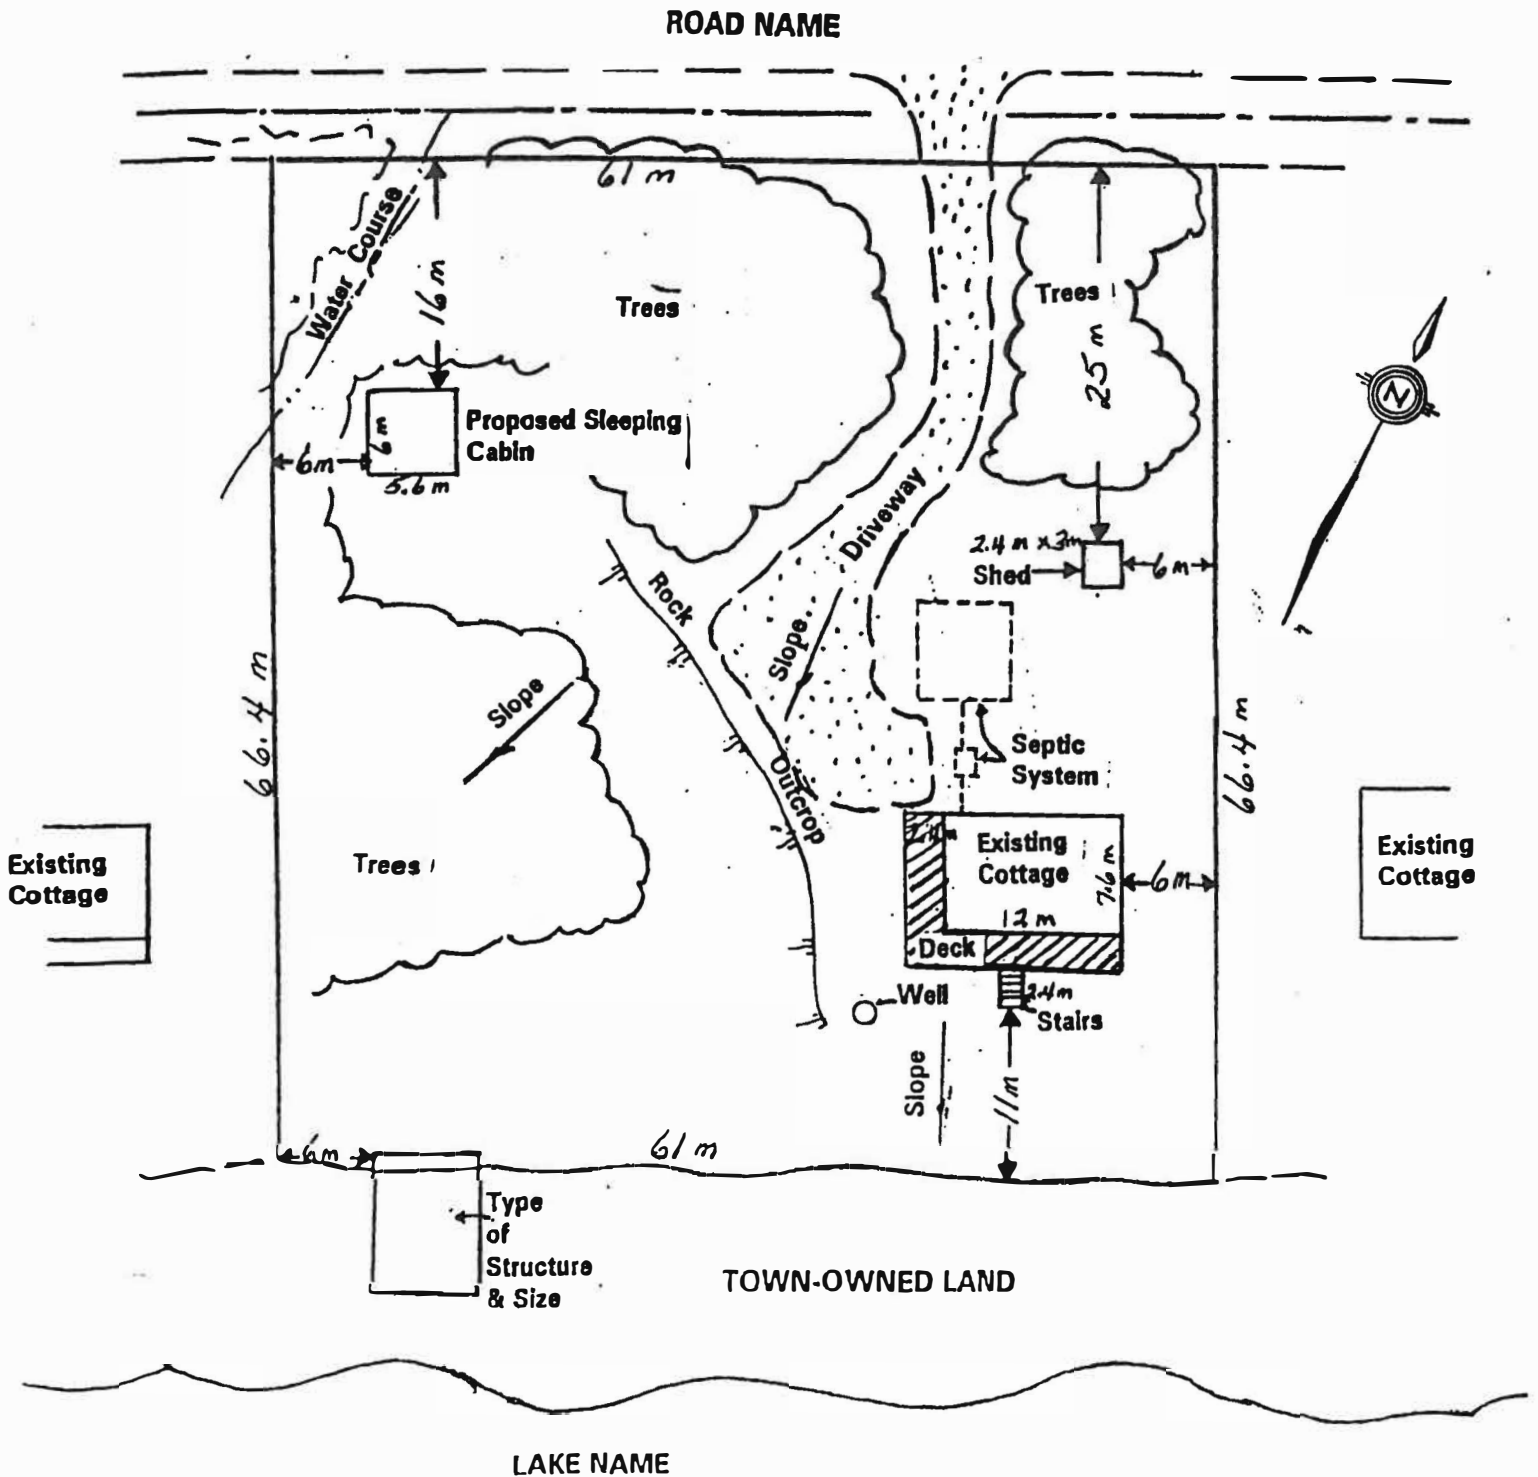 ROAD NAME
61 m
Water Course
16 m
Trees
Trees
25 m
N
Proposed Sleeping
Cabin
6 m
6m
5.6 m
Driveway
2.4 m x 3m
Shed
6 m
Rock
Slope
Slope
66.4 m
66.4 m
Septic
System
Outcrop
Existing
Cottage
Trees
Existing
Cottage
7.6 m
6 m
12 m
Deck
Existing
Cottage
Well
2.4m
Stairs
Slope
11m
6m
61 m
Type
of
Structure
& Size
TOWN-OWNED LAND
LAKE NAME